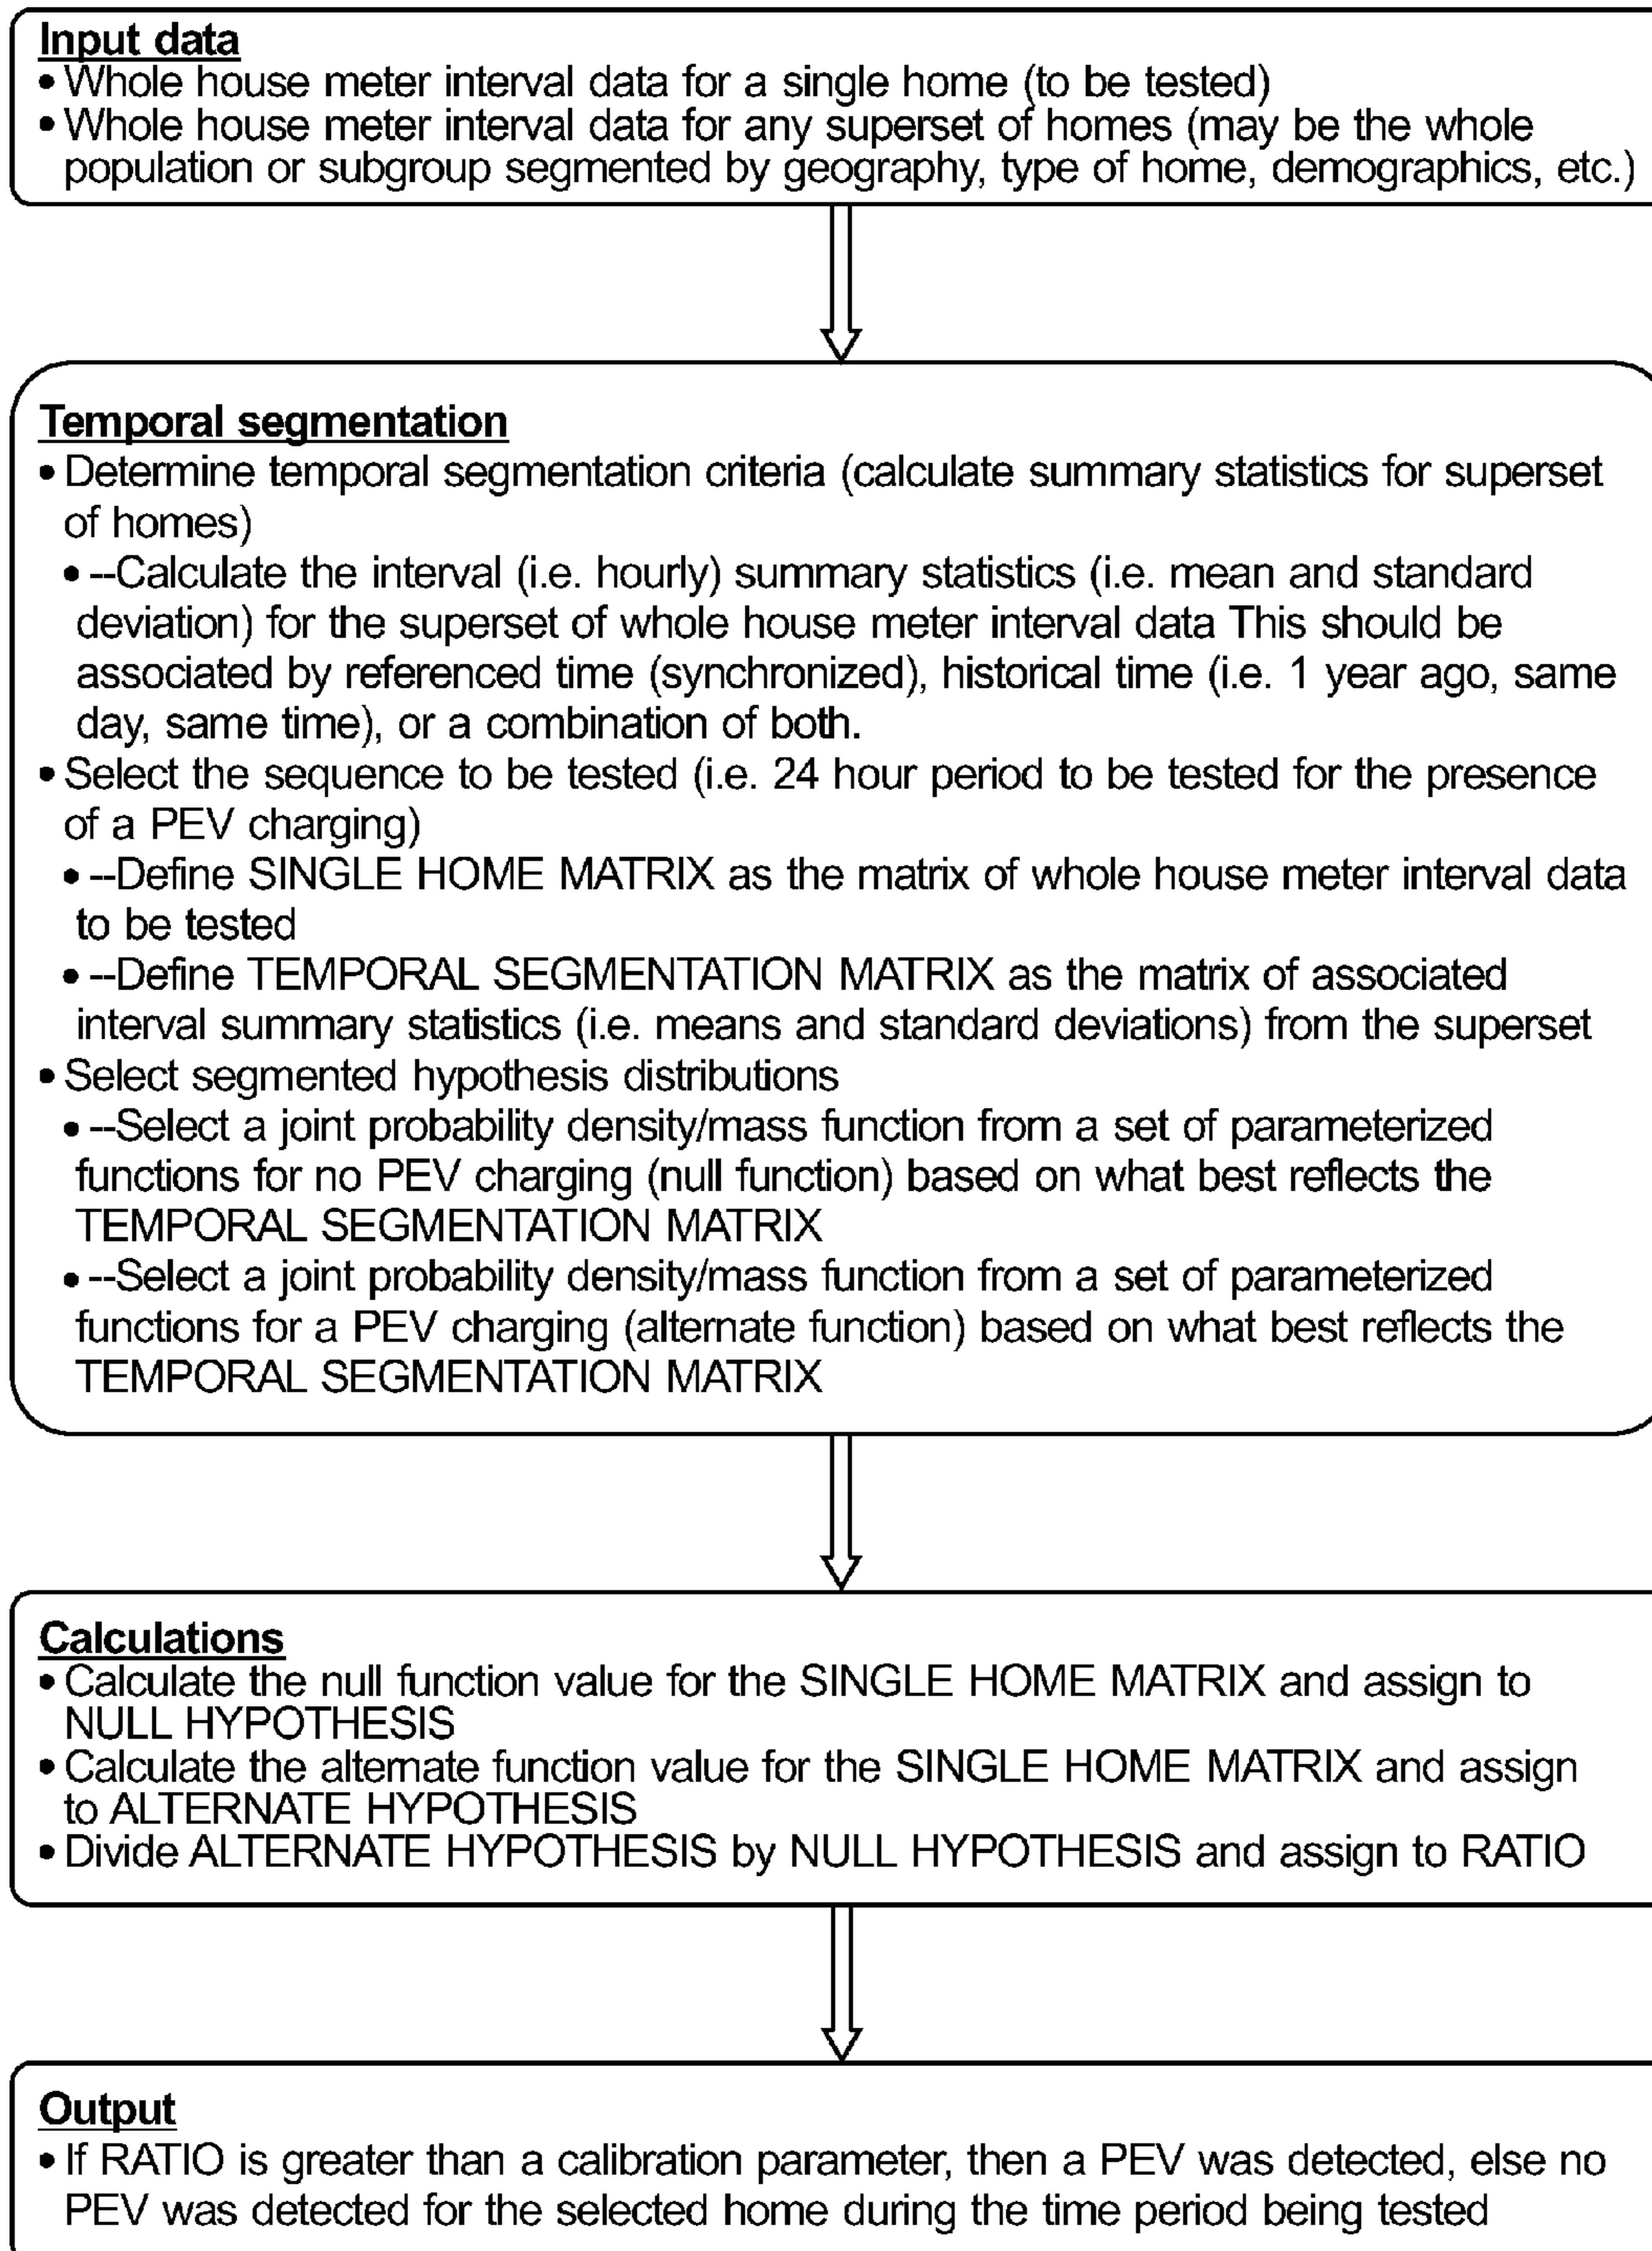 Input data
• Whole house meter interval data for a single home (to be tested)
• Whole house meter interval data for any superset of homes (may be the whole
population or subgroup segmented by geography, type of home, demographics, etc.)
Temporal segmentation
• Determine temporal segmentation criteria (calculate summary statistics for superset
of homes)
• --Calculate the interval (i.e. hourly) summary statistics (i.e. mean and standard
deviation) for the superset of whole house meter interval data This should be
associated by referenced time (synchronized), historical time (i.e. 1 year ago, same
day, same time), or a combination of both.
• Select the sequence to be tested (i.e. 24 hour period to be tested for the presence
of a PEV charging)
• --Define SINGLE HOME MATRIX as the matrix of whole house meter interval data
to be tested
• --Define TEMPORAL SEGMENTATION MATRIX as the matrix of associated
interval summary statistics (i.e. means and standard deviations) from the superset
• Select segmented hypothesis distributions
• --Select a joint probability density/mass function from a set of parameterized
functions for no PEV charging (null function) based on what best reflects the
TEMPORAL SEGMENTATION MATRIX
• --Select a joint probability density/mass function from a set of parameterized
functions for a PEV charging (alternate function) based on what best reflects the
TEMPORAL SEGMENTATION MATRIX
Calculations
• Calculate the null function value for the SINGLE HOME MATRIX and assign to
NULL HYPOTHESIS
• Calculate the alternate function value for the SINGLE HOME MATRIX and assign
to ALTERNATE HYPOTHESIS
• Divide ALTERNATE HYPOTHESIS by NULL HYPOTHESIS and assign to RATIO
Output
• If RATIO is greater than a calibration parameter, then a PEV was detected, else no
PEV was detected for the selected home during the time period being tested